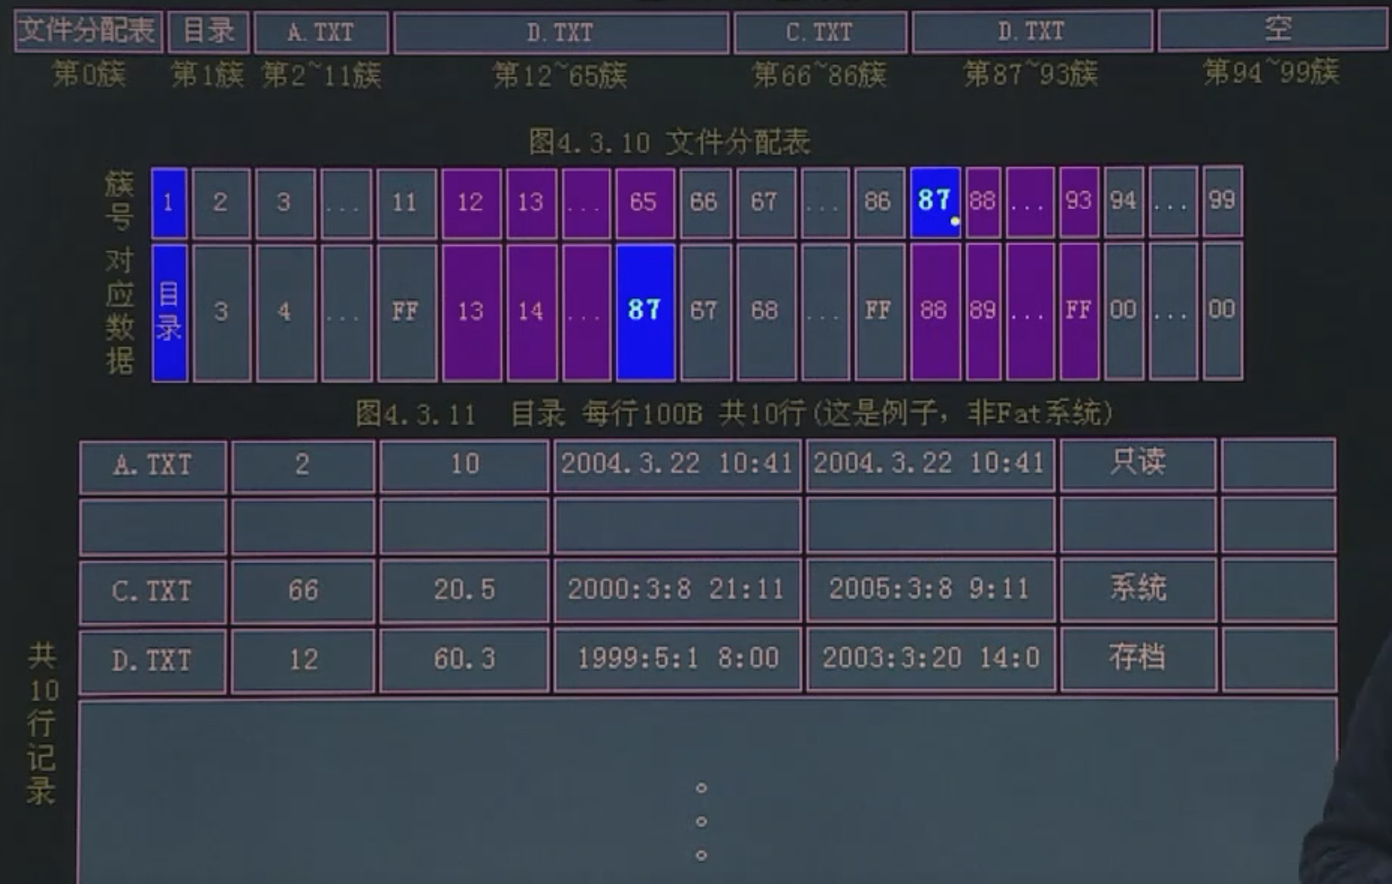 文件分配表 目录 A.TXT D.TXT C.TXT D.TXT 空
第0簇 第1簇 第2~11簇 第12~65簇 第66~86簇 第87~93簇 第94~99簇
图4.3.10 文件分配表
簇号 1 2 3 ... 11 12 13 ... 65 66 67 ... 86 87 88 ... 93 94 ... 99
对应数据 目录 3 4 ... FF 13 14 ... 87 67 68 ... FF 88 89 ... FF 00 ... 00
图4.3.11 目录 每行100B 共10行(这是例子，非Fat系统)
A.TXT 2 10 2004.3.22 10:41 2004.3.22 10:41 只读
C.TXT 66 20.5 2000:3:8 21:11 2005:3:8 9:11 系统
D.TXT 12 60.3 1999:5:1 8:00 2003:3:20 14:0 存档
共10行记录